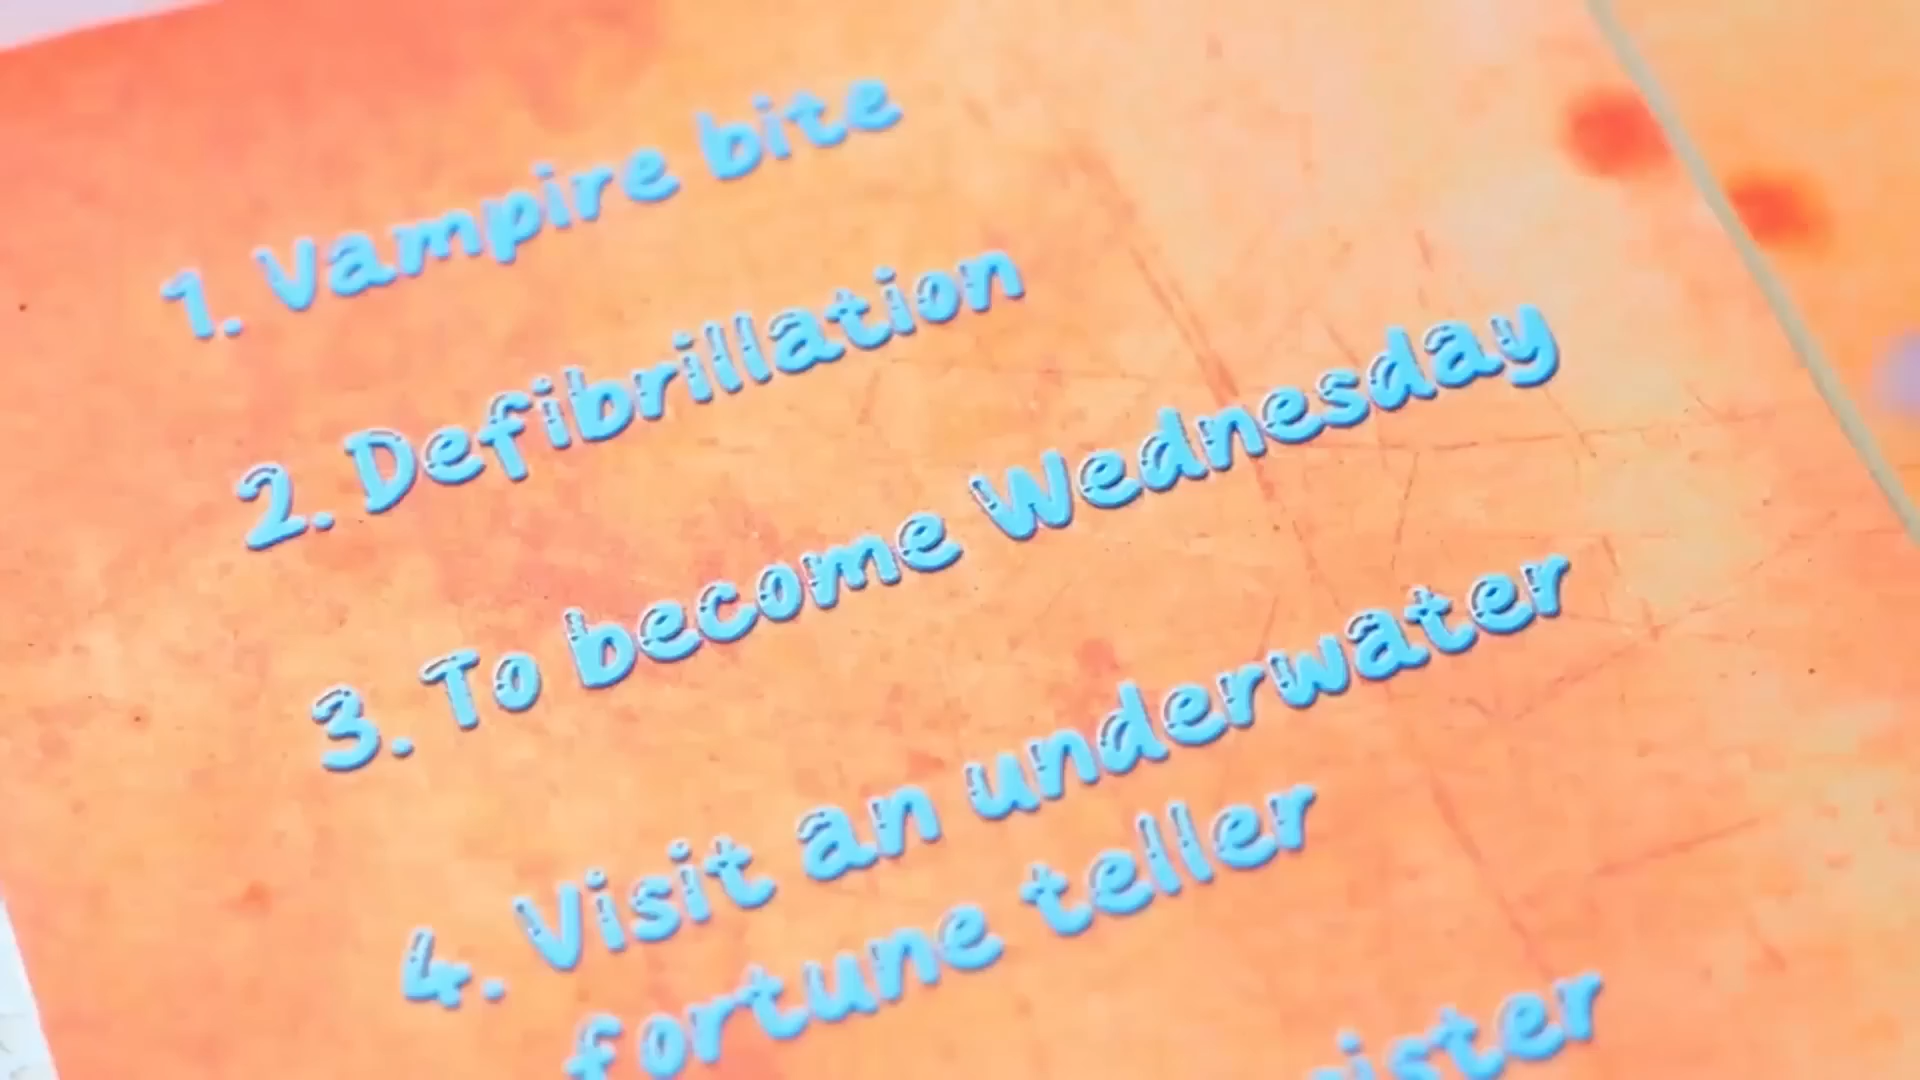 1. Vampire bite
2. Defibrillation
3. To become Wednesday
4. Visit an underwater
fortune teller